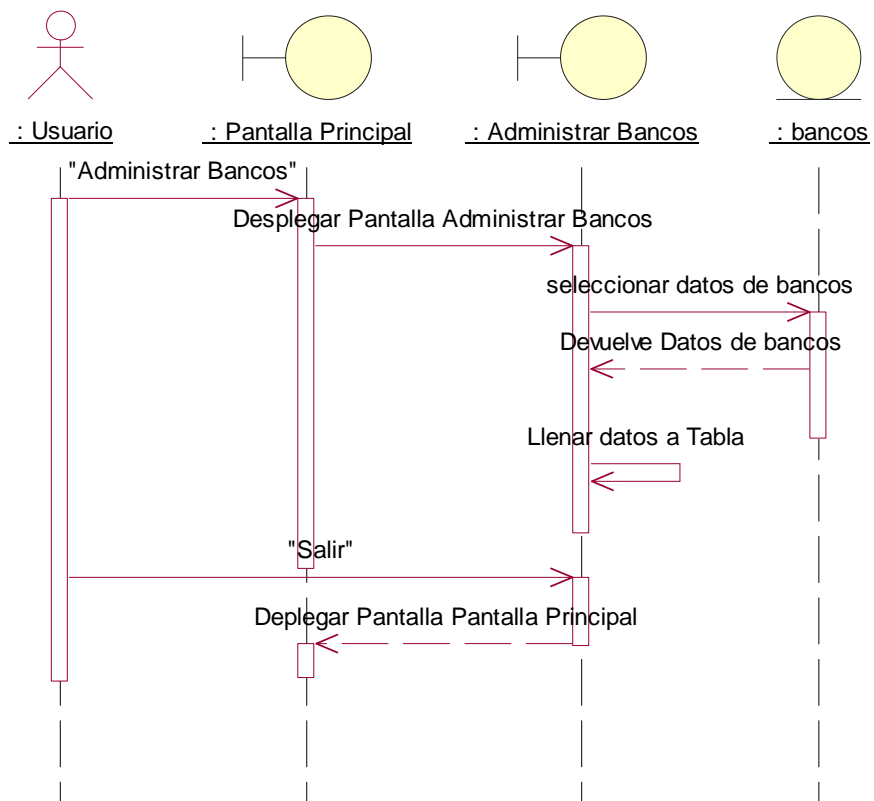 : Usuario
: Pantalla Principal
: Administrar Bancos
: bancos
"Administrar Bancos"
Desplegar Pantalla Administrar Bancos
seleccionar datos de bancos
Devuelve Datos de bancos
Llenar datos a Tabla
"Salir"
Deplegar Pantalla Pantalla Principal